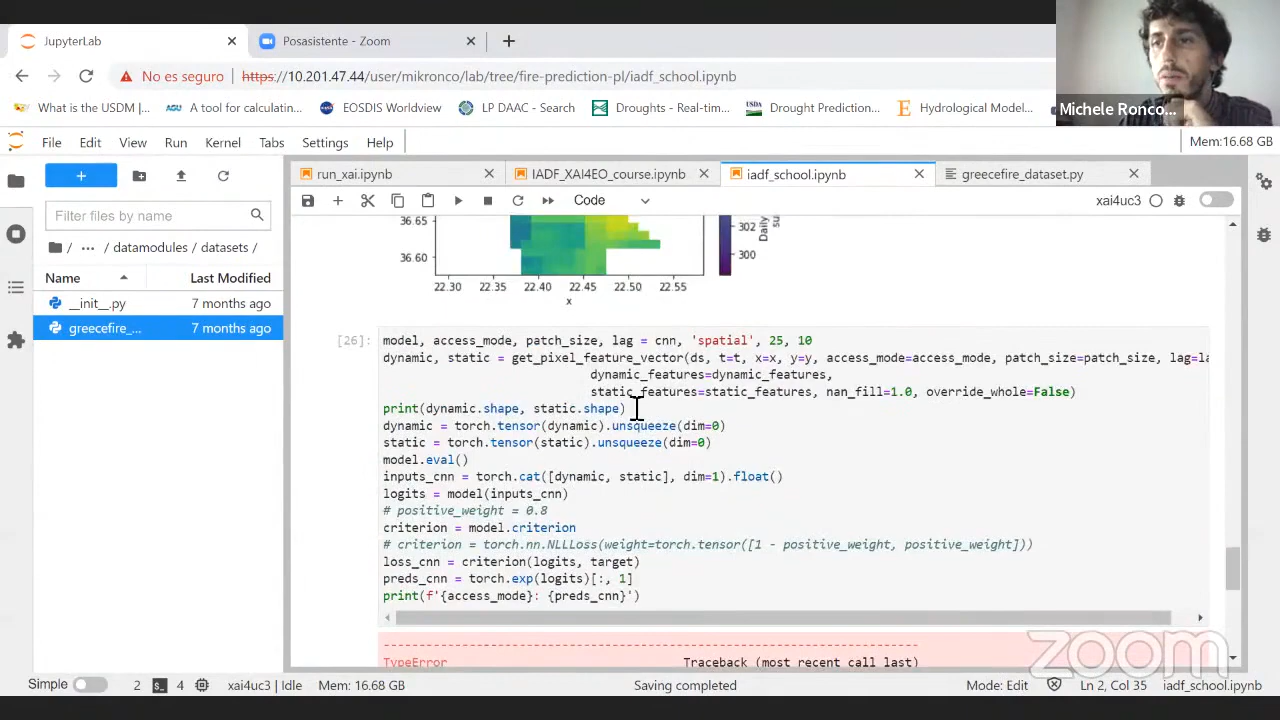 JupyterLab
Posasistente - Zoom
No es seguro
https://10.201.47.44/user/mikronco/lab/tree/fire-prediction-pl/iadf_school.ipynb
Michele Ronco...
What is the USDM |...
AGU
A tool for calculatin...
EOSDIS Worldview
LP DAAC - Search
Droughts - Real-tim...
USDA
Drought Prediction...
Hydrological Model...
File Edit View Run Kernel Tabs Settings Help
Mem:16.68 GB
run_xai.ipynb
IADF_XAI4EO_course.ipynb
iadf_school.ipynb
greecefire_dataset.py
Code
xai4uc3
Filter files by name
/ ... / datamodules / datasets /
Name
Last Modified
__init__.py 7 months ago
greecefire_... 7 months ago
36.65
36.60
22.30 22.35 22.40 22.45 22.50 22.55
x
302
300
Daily
su
[26]:
model, access_mode, patch_size, lag = cnn, 'spatial', 25, 10
dynamic, static = get_pixel_feature_vector(ds, t=t, x=x, y=y, access_mode=access_mode, patch_size=patch_size, lag=la
dynamic_features=dynamic_features,
static_features=static_features, nan_fill=1.0, override_whole=False)
print(dynamic.shape, static.shape)
dynamic = torch.tensor(dynamic).unsqueeze(dim=0)
static = torch.tensor(static).unsqueeze(dim=0)
model.eval()
inputs_cnn = torch.cat([dynamic, static], dim=1).float()
logits = model(inputs_cnn)
# positive_weight = 0.8
criterion = model.criterion
# criterion = torch.nn.NLLLoss(weight=torch.tensor([1 - positive_weight, positive_weight]))
loss_cnn = criterion(logits, target)
preds_cnn = torch.exp(logits)[:, 1]
print(f'{access_mode}: {preds_cnn}')
---------------------------------------------------------------------------
TypeError Traceback (most recent call last)
zoom
Simple
2
4
xai4uc3 | Idle
Mem: 16.68 GB
Saving completed
Mode: Edit
Ln 2, Col 35
iadf_school.ipynb